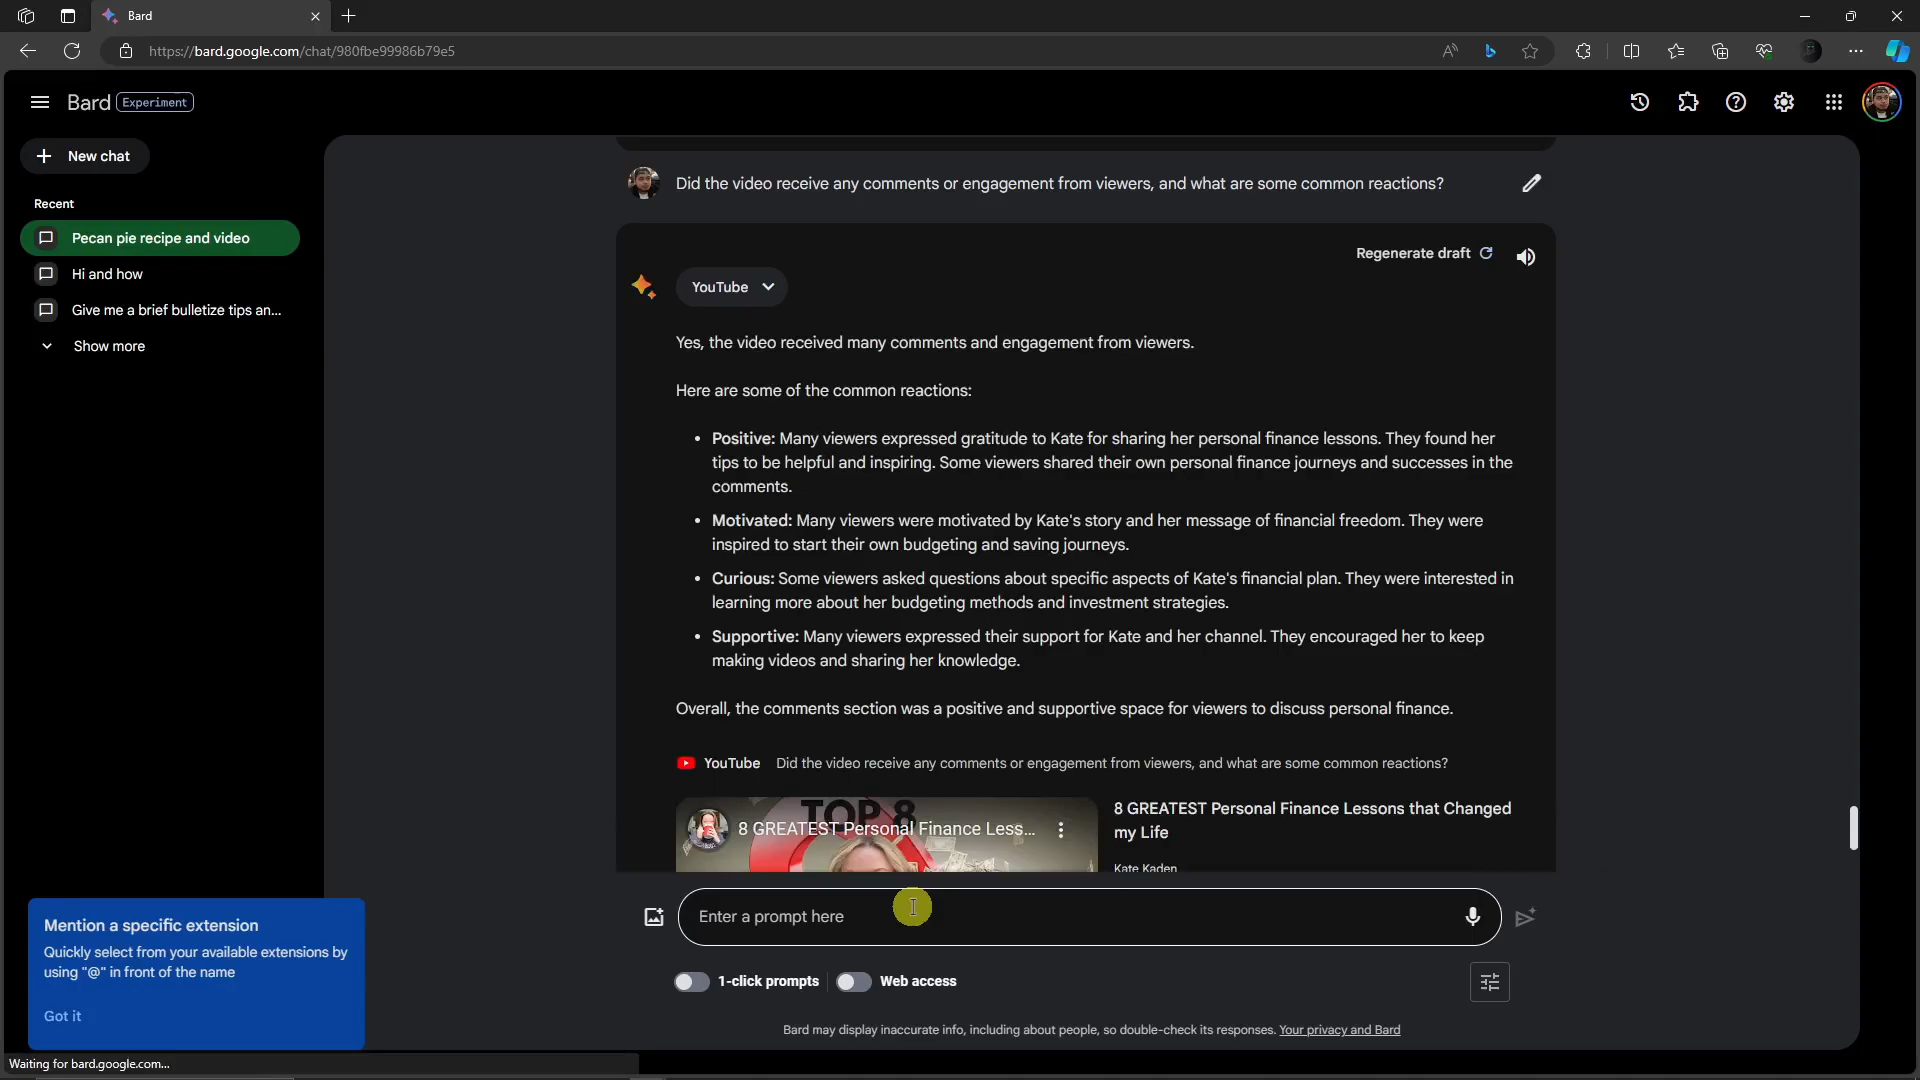 Bard
https://bard.google.com/chat/980fbe99986b79e5
Bard Experiment
New chat
Recent
Pecan pie recipe and video
Hi and how
Give me a brief bulletize tips an...
Show more
Did the video receive any comments or engagement from viewers, and what are some common reactions?
Regenerate draft
YouTube
Yes, the video received many comments and engagement from viewers.
Here are some of the common reactions:
• Positive: Many viewers expressed gratitude to Kate for sharing her personal finance lessons. They found her
tips to be helpful and inspiring. Some viewers shared their own personal finance journeys and successes in the
comments.
• Motivated: Many viewers were motivated by Kate's story and her message of financial freedom. They were
inspired to start their own budgeting and saving journeys.
• Curious: Some viewers asked questions about specific aspects of Kate's financial plan. They were interested in
learning more about her budgeting methods and investment strategies.
• Supportive: Many viewers expressed their support for Kate and her channel. They encouraged her to keep
making videos and sharing her knowledge.
Overall, the comments section was a positive and supportive space for viewers to discuss personal finance.
YouTube Did the video receive any comments or engagement from viewers, and what are some common reactions?
TOP 8
8 GREATEST Personal Finance Less...
8 GREATEST Personal Finance Lessons that Changed
my Life
Kate Kaden
Enter a prompt here
1-click prompts
Web access
Bard may display inaccurate info, including about people, so double-check its responses. Your privacy and Bard
Mention a specific extension
Quickly select from your available extensions by
using "@" in front of the name
Got it
Waiting for bard.google.com...